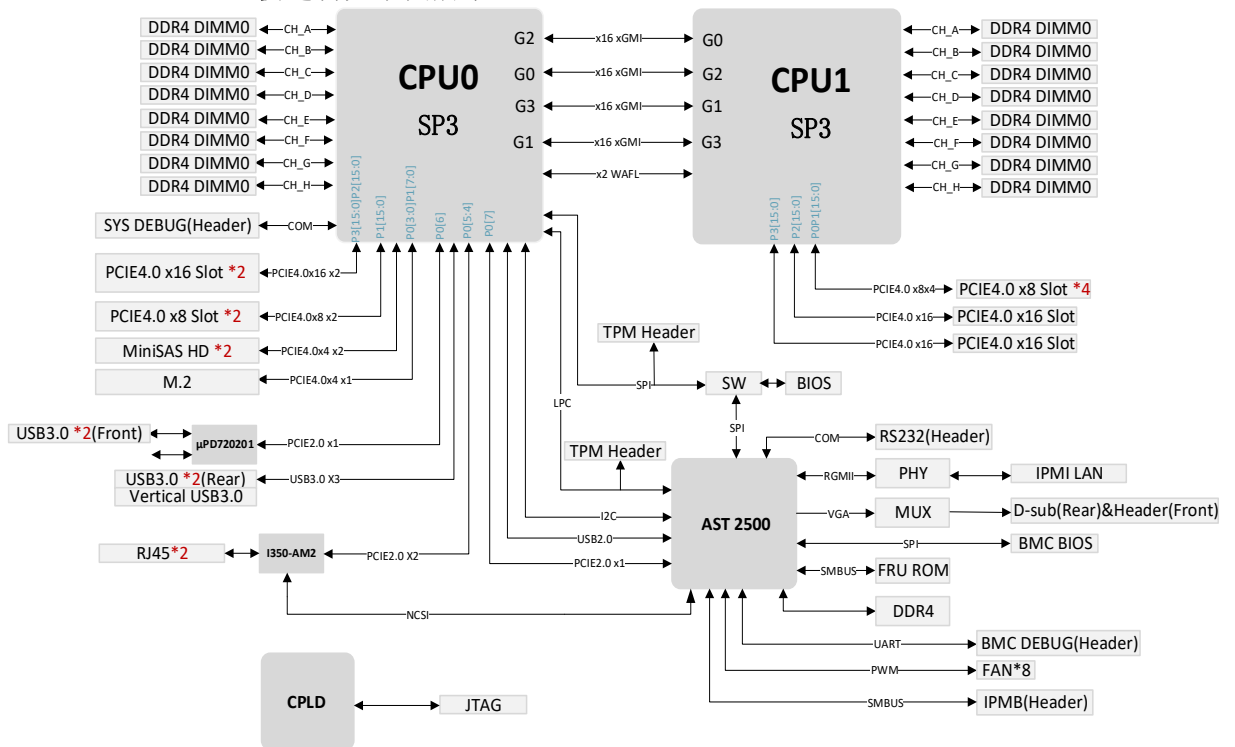 DDR4 DIMM0 CH_A
DDR4 DIMM0 CH_B
DDR4 DIMM0 CH_C
DDR4 DIMM0 CH_D
DDR4 DIMM0 CH_E
DDR4 DIMM0 CH_F
DDR4 DIMM0 CH_G
DDR4 DIMM0 CH_H
CPU0
SP3
G2 x16 xGMI G0
G0 x16 xGMI G2
G3 x16 xGMI G1
G1 x16 xGMI G3
x2 WAFL
CPU1
SP3
CH_A DDR4 DIMM0
CH_B DDR4 DIMM0
CH_C DDR4 DIMM0
CH_D DDR4 DIMM0
CH_E DDR4 DIMM0
CH_F DDR4 DIMM0
CH_G DDR4 DIMM0
CH_H DDR4 DIMM0
P3[15:0]P2[15:0]
P1[15:0]
P0[3:0]P1[7:0]
P0[6]
P0[5:4]
P0[7]
P3[15:0]
P2[15:0]
P0P1[15:0]
SYS DEBUG(Header) COM
PCIE4.0 x16 Slot *2 PCIE4.0x16 x2
PCIE4.0 x8 Slot *2 PCIE4.0x8 x2
MiniSAS HD *2 PCIE4.0x4 x2
M.2 PCIE4.0x4 x1
PCIE4.0 x8x4 PCIE4.0 x8 Slot *4
PCIE4.0 x16 PCIE4.0 x16 Slot
PCIE4.0 x16 PCIE4.0 x16 Slot
TPM Header
SPI SW BIOS
LPC
SPI
USB3.0 *2(Front) μPD720201 PCIE2.0 x1
USB3.0 *2(Rear) USB3.0 X3
Vertical USB3.0
TPM Header
RJ45*2 I350-AM2 PCIE2.0 X2
I2C
USB2.0
PCIE2.0 x1
NCSI
AST 2500
COM RS232(Header)
RGMII PHY IPMI LAN
VGA MUX D-sub(Rear)&Header(Front)
SPI BMC BIOS
SMBUS FRU ROM
DDR4
UART BMC DEBUG(Header)
PWM FAN*8
SMBUS IPMB(Header)
CPLD JTAG